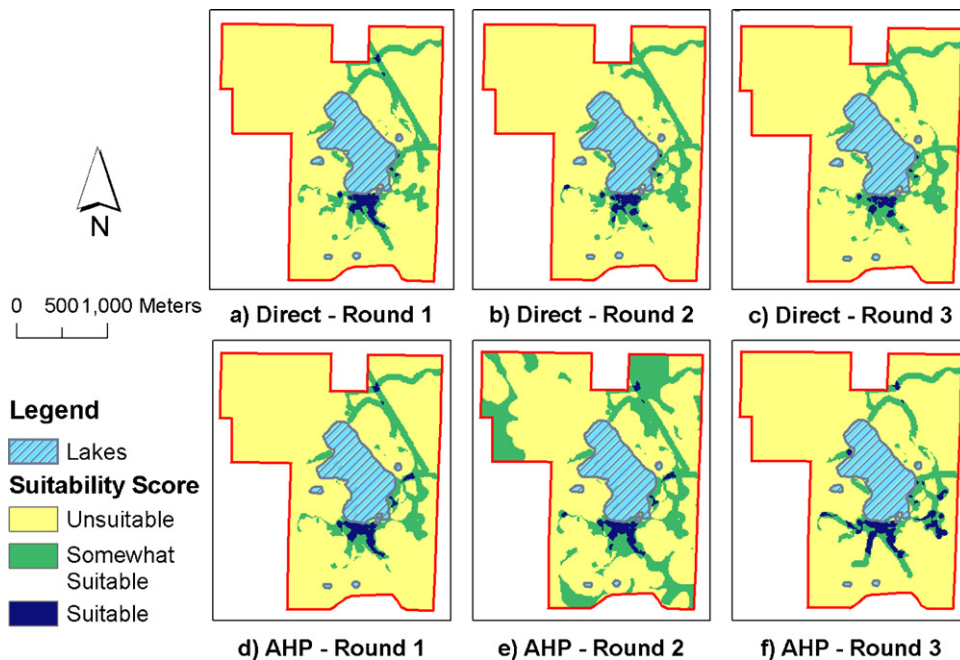 N
0 500 1,000 Meters
Legend
Lakes
Suitability Score
Unsuitable
Somewhat
Suitable
Suitable
a) Direct - Round 1
b) Direct - Round 2
c) Direct - Round 3
d) AHP - Round 1
e) AHP - Round 2
f) AHP - Round 3